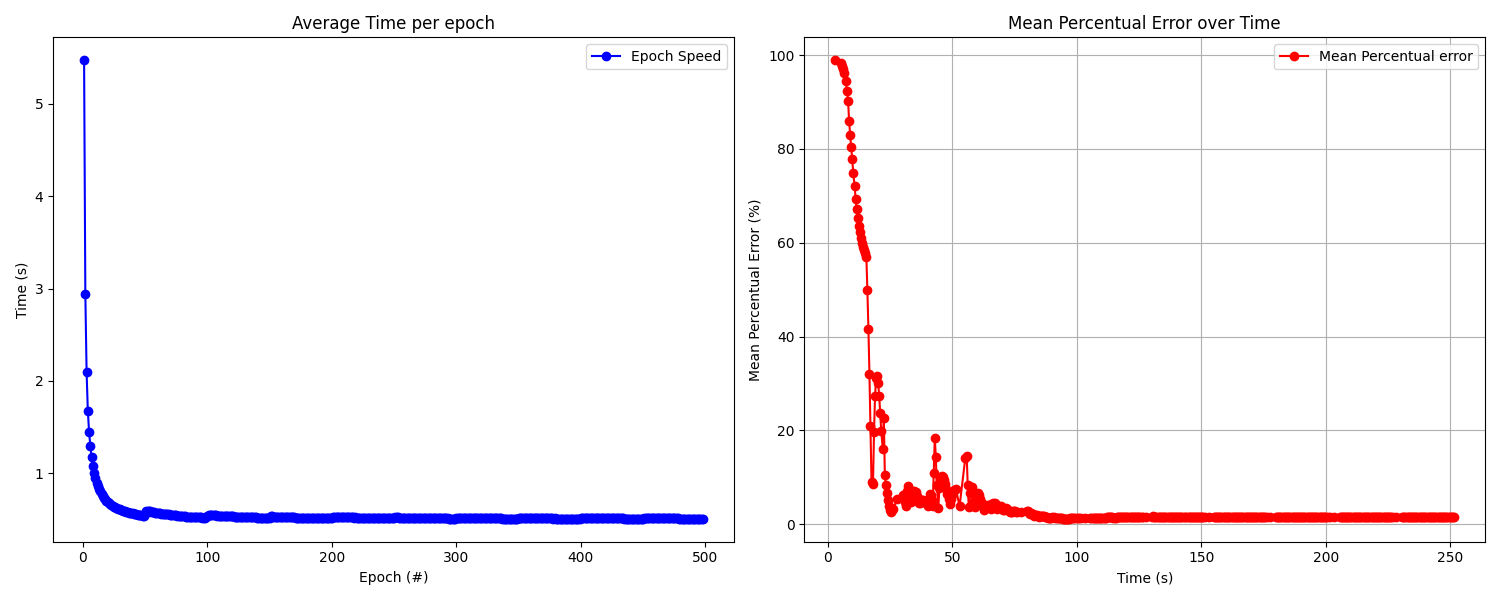 Average Time per epoch
Epoch Speed
Time (s)
5
4
3
2
1
0
100
200
300
400
500
Epoch (#)
Mean Percentual Error over Time
Mean Percentual error
Mean Percentual Error (%)
100
80
60
40
20
0
0
50
100
150
200
250
Time (s)